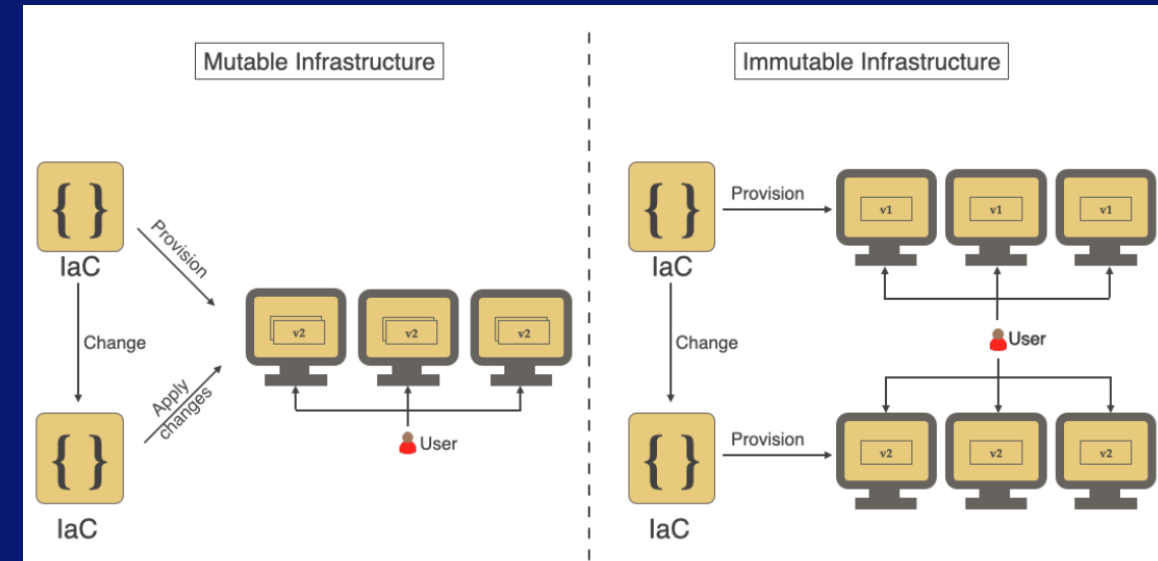 Mutable Infrastructure
{ }
IaC
Provision
Change
Apply
changes
v2
v2
v2
User
{ }
IaC
Immutable Infrastructure
{ }
IaC
Provision
v1
v1
v1
Change
User
{ }
IaC
Provision
v2
v2
v2